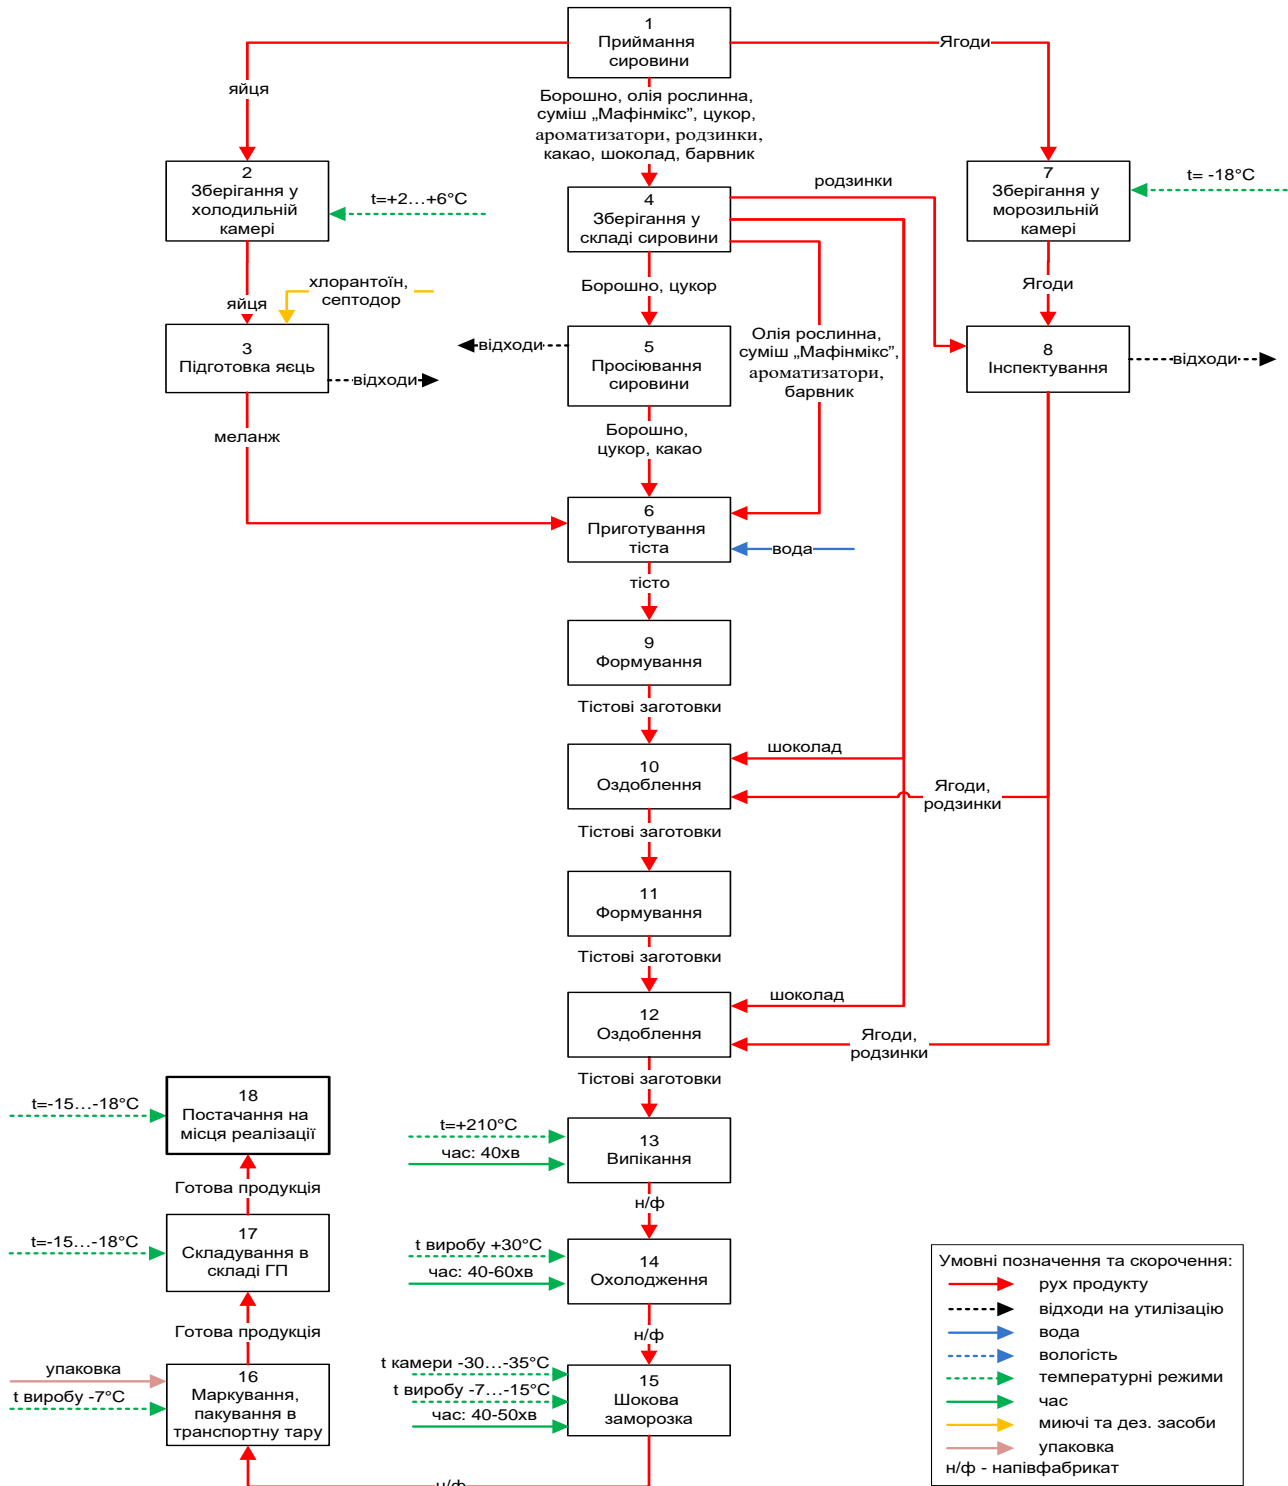 1
Приймання
сировини
Ягоди
яйця
Борошно, олія рослинна,
суміш „Мафінмікс”, цукор,
ароматизатори, родзинки,
какао, шоколад, барвник
2
Зберігання у
холодильній
камері
t=+2...+6°C
4
Зберігання у
складі сировини
родзинки
7
Зберігання у
морозильній
камері
t= -18°C
яйця
хлорантоїн,
септодор
Борошно, цукор
Ягоди
3
Підготовка яєць
відходи
відходи
5
Просіювання
сировини
Олія рослинна,
суміш „Мафінмікс”,
ароматизатори,
барвник
8
Інспектування
відходи
меланж
Борошно,
цукор, какао
6
Приготування
тіста
вода
тісто
9
Формування
Тістові заготовки
10
Оздоблення
шоколад
Ягоди,
родзинки
Тістові заготовки
11
Формування
Тістові заготовки
12
Оздоблення
шоколад
Ягоди,
родзинки
Тістові заготовки
t=-15...-18°C
18
Постачання на
місця реалізації
t=+210°C
час: 40хв
13
Випікання
Готова продукція
н/ф
t=-15...-18°C
17
Складування в
складі ГП
t виробу +30°C
час: 40-60хв
14
Охолодження
Готова продукція
н/ф
упаковка
t виробу -7°C
16
Маркування,
пакування в
транспортну тару
t камери -30...-35°C
t виробу -7...-15°C
час: 40-50хв
15
Шокова
заморозка
н/ф
Умовні позначення та скорочення:
рух продукту
відходи на утилізацію
вода
вологість
температурні режими
час
миючі та дез. засоби
упаковка
н/ф - напівфабрикат